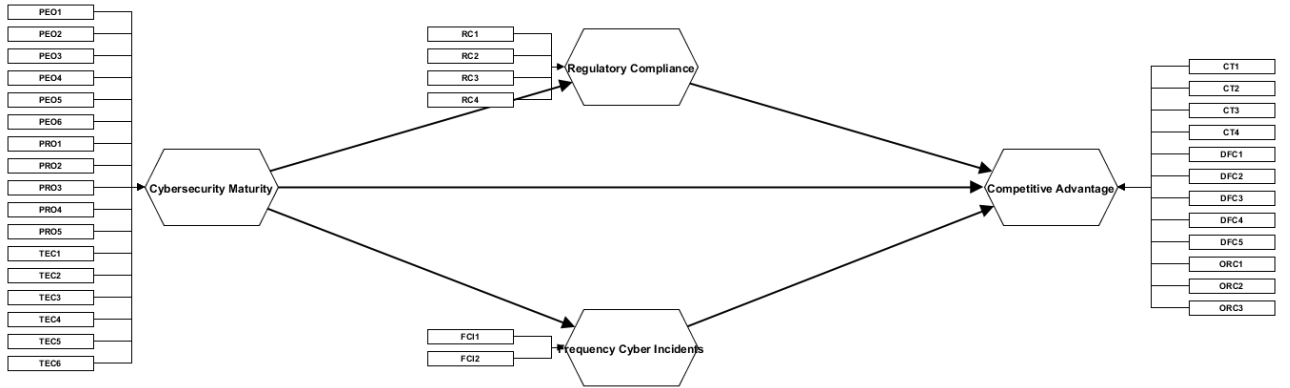 PEO1
PEO2
PEO3
PEO4
PEO5
PEO6
PRO1
PRO2
PRO3
PRO4
PRO5
TEC1
TEC2
TEC3
TEC4
TEC5
TEC6
Cybersecurity Maturity
RC1
RC2
RC3
RC4
Regulatory Compliance
FCI1
FCI2
Frequency Cyber Incidents
Competitive Advantage
CT1
CT2
CT3
CT4
DFC1
DFC2
DFC3
DFC4
DFC5
ORC1
ORC2
ORC3